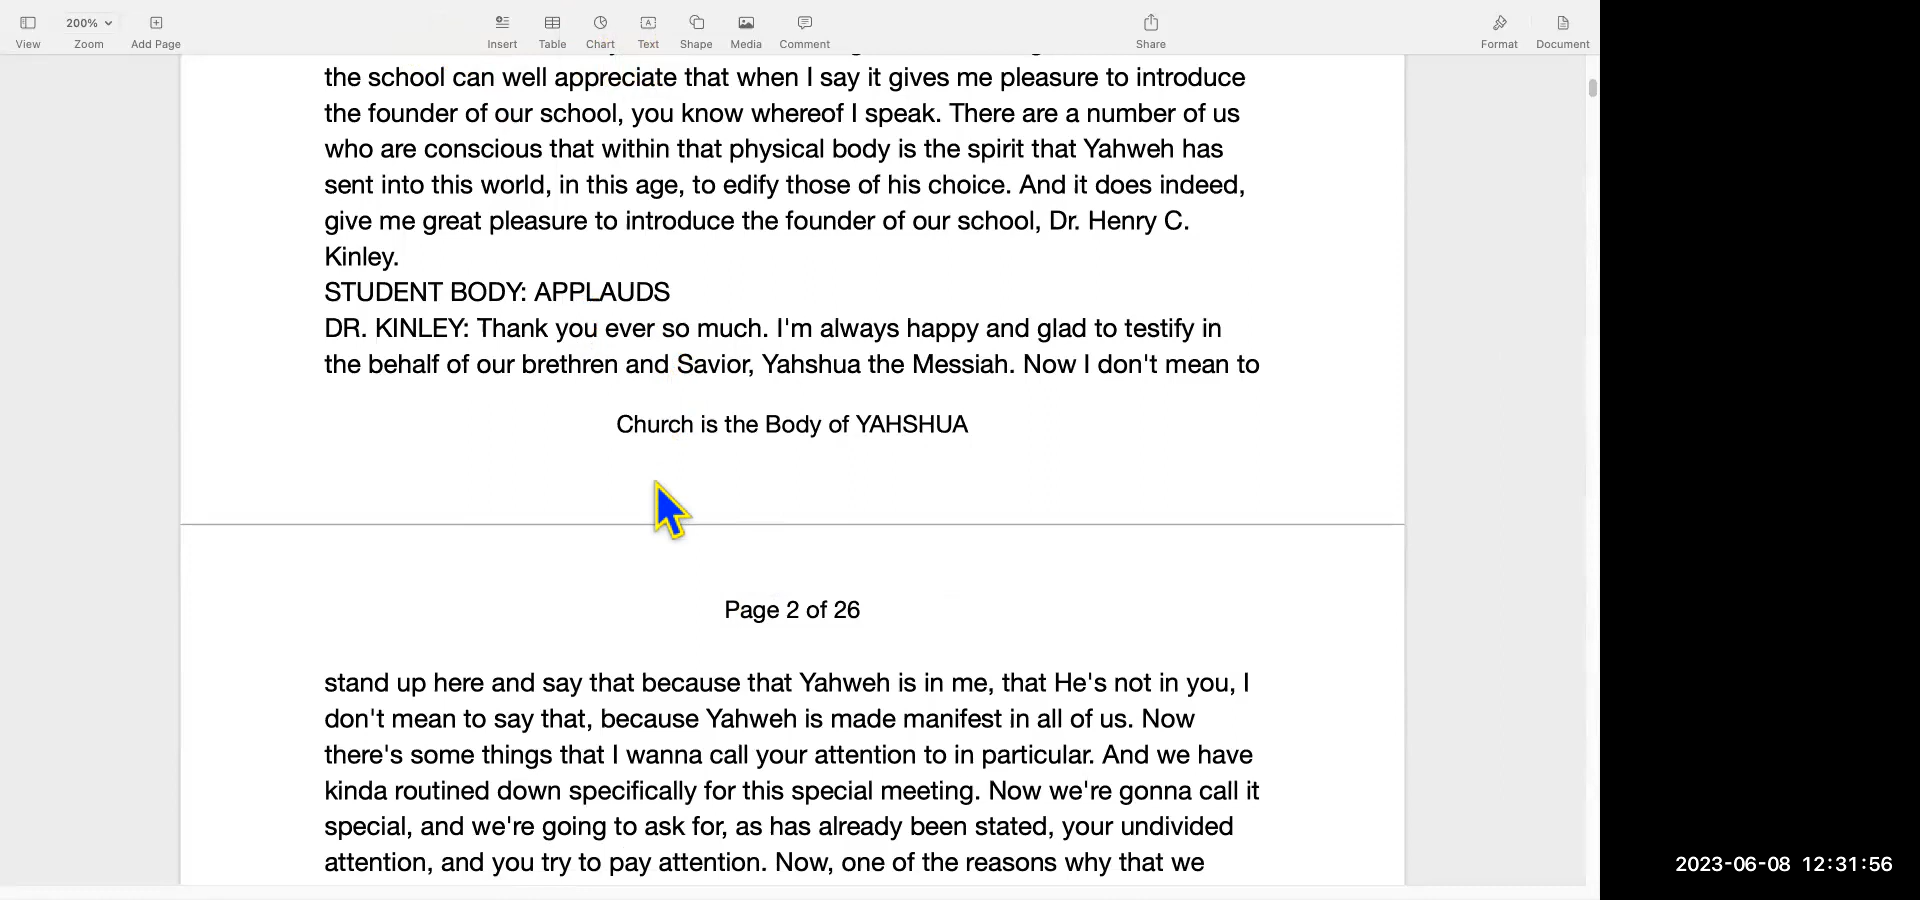 200%
View
Zoom
Add Page
Insert
Table
Chart
Text
Shape
Media
Comment
Share
Format
Document
the school can well appreciate that when I say it gives me pleasure to introduce
the founder of our school, you know whereof I speak. There are a number of us
who are conscious that within that physical body is the spirit that Yahweh has
sent into this world, in this age, to edify those of his choice. And it does indeed,
give me great pleasure to introduce the founder of our school, Dr. Henry C.
Kinley.
STUDENT BODY: APPLAUDS
DR. KINLEY: Thank you ever so much. I'm always happy and glad to testify in
the behalf of our brethren and Savior, Yahshua the Messiah. Now I don't mean to
Church is the Body of YAHSHUA
Page 2 of 26
stand up here and say that because that Yahweh is in me, that He's not in you, I
don't mean to say that, because Yahweh is made manifest in all of us. Now
there's some things that I wanna call your attention to in particular. And we have
kinda routined down specifically for this special meeting. Now we're gonna call it
special, and we're going to ask for, as has already been stated, your undivided
attention, and you try to pay attention. Now, one of the reasons why that we
2023-06-08 12:31:56